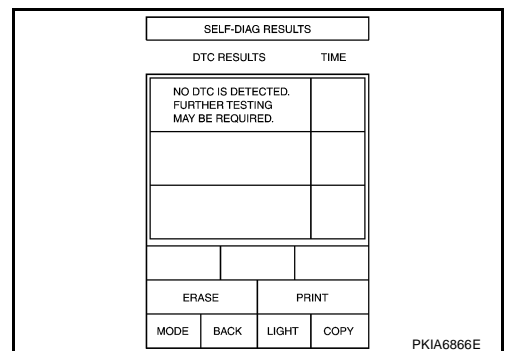 SELF-DIAG RESULTS
DTC RESULTS TIME
NO DTC IS DETECTED.
FURTHER TESTING
MAY BE REQUIRED.
ERASE PRINT
MODE BACK LIGHT COPY
PKIA6866E